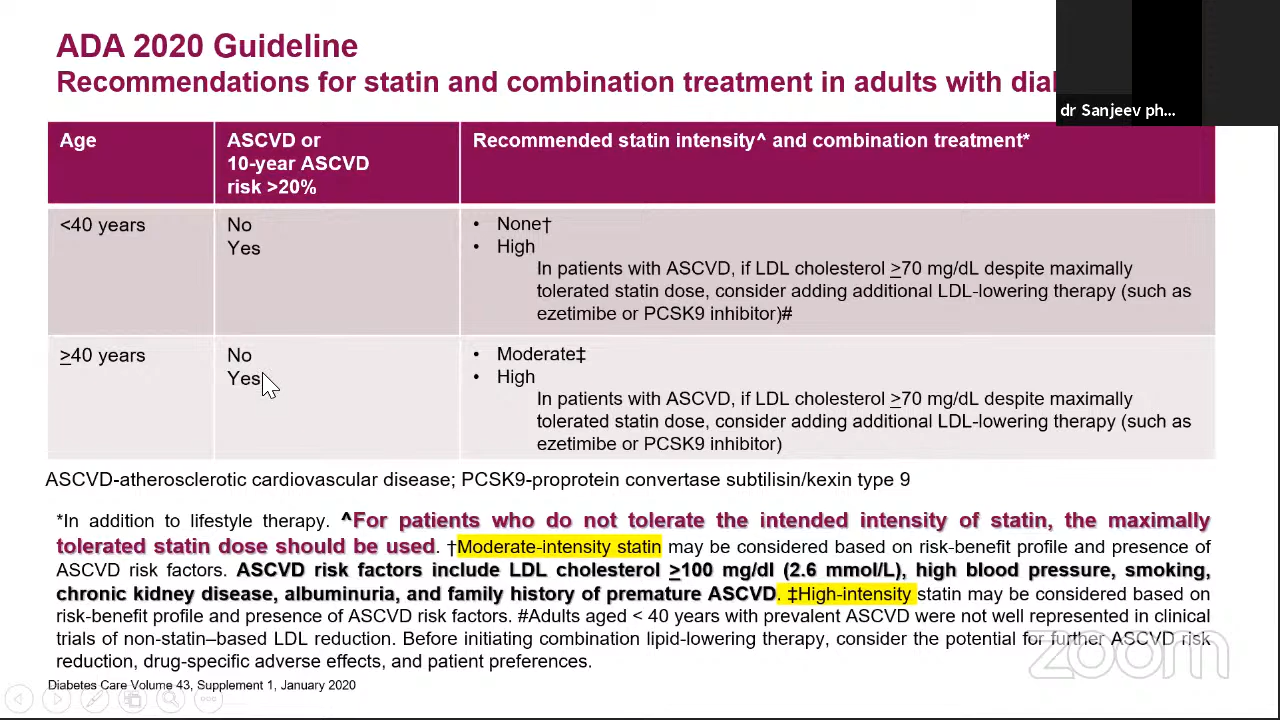 ADA 2020 Guideline
Recommendations for statin and combination treatment in adults with dia
dr Sanjeev ph...
Age
ASCVD or
10-year ASCVD
risk >20%
Recommended statin intensity^ and combination treatment*
<40 years
No
Yes
• None†
• High
In patients with ASCVD, if LDL cholesterol ≥70 mg/dL despite maximally
tolerated statin dose, consider adding additional LDL-lowering therapy (such as
ezetimibe or PCSK9 inhibitor)#
≥40 years
No
Yes
• Moderate‡
• High
In patients with ASCVD, if LDL cholesterol ≥70 mg/dL despite maximally
tolerated statin dose, consider adding additional LDL-lowering therapy (such as
ezetimibe or PCSK9 inhibitor)
ASCVD-atherosclerotic cardiovascular disease; PCSK9-proprotein convertase subtilisin/kexin type 9
*In addition to lifestyle therapy. ^For patients who do not tolerate the intended intensity of statin, the maximally
tolerated statin dose should be used. †Moderate-intensity statin may be considered based on risk-benefit profile and presence of
ASCVD risk factors. ASCVD risk factors include LDL cholesterol ≥100 mg/dl (2.6 mmol/L), high blood pressure, smoking,
chronic kidney disease, albuminuria, and family history of premature ASCVD. ‡High-intensity statin may be considered based on
risk-benefit profile and presence of ASCVD risk factors. #Adults aged < 40 years with prevalent ASCVD were not well represented in clinical
trials of non-statin–based LDL reduction. Before initiating combination lipid-lowering therapy, consider the potential for further ASCVD risk
reduction, drug-specific adverse effects, and patient preferences.
zoom
Diabetes Care Volume 43, Supplement 1, January 2020